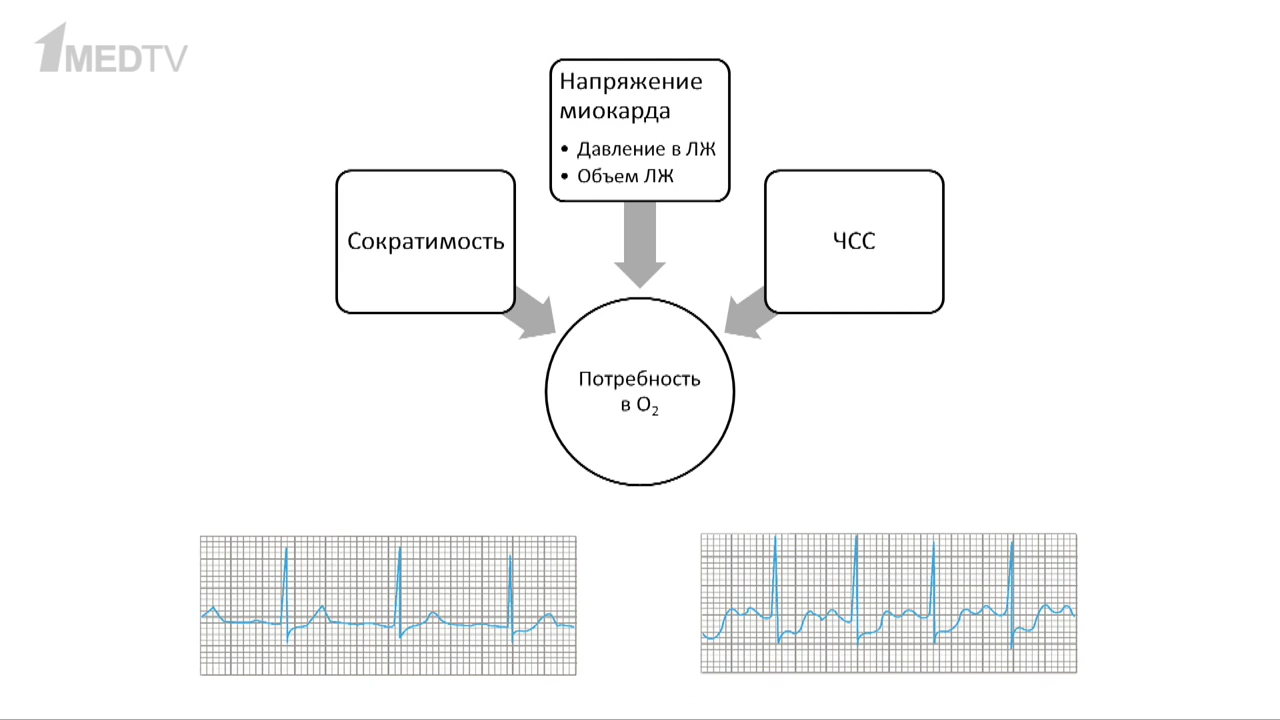 1MEDTV
Напряжение
миокарда
• Давление в ЛЖ
• Объем ЛЖ
Сократимость
ЧСС
Потребность
в O₂